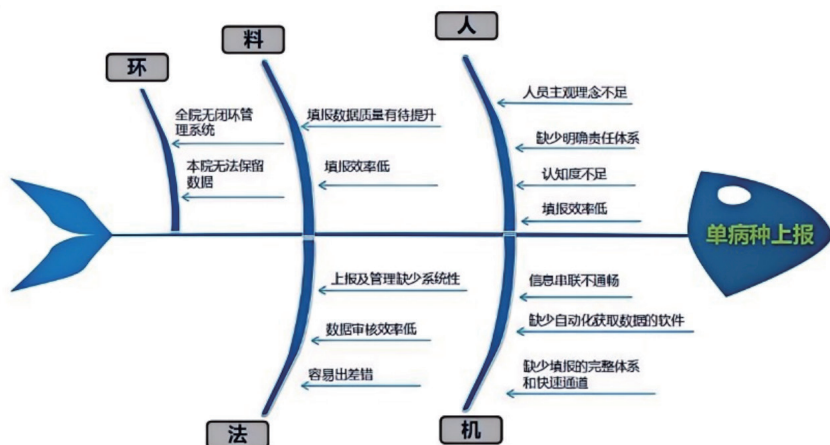 人
料
环
人员主观理念不足
全院无闭环管
理系统
填报数据质量有待提升
缺少明确责任体系
本院无法保留
数据
填报效率低
认知度不足
填报效率低
单病种上报
上报及管理缺少系统性
信息串联不通畅
数据审核效率低
缺少自动化获取数据的软件
容易出差错
缺少填报的完整体系
和快速通道
法
机